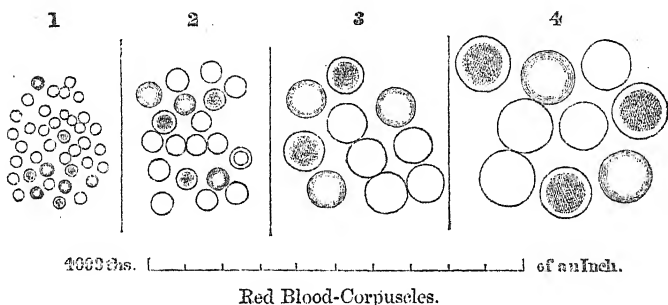 1 2 3 4
4000ths. of an Inch.
Red Blood-Corpuscles.